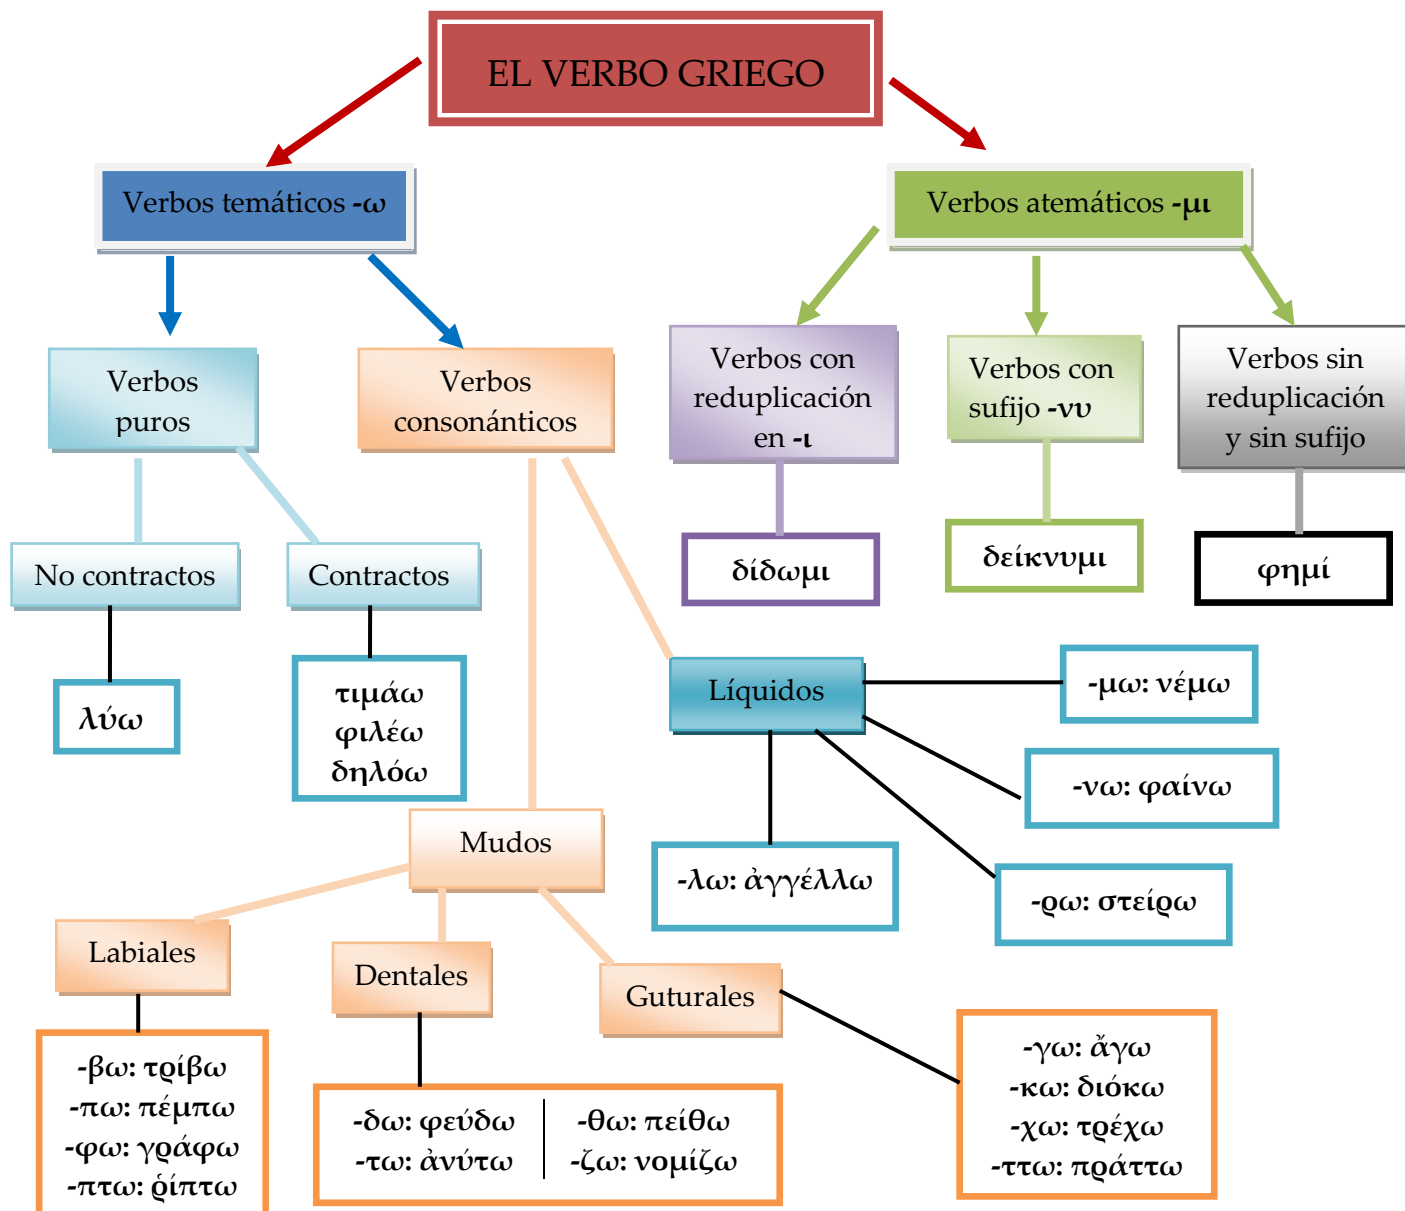 EL VERBO GRIEGO
Verbos temáticos -ω
Verbos atemáticos -μι
Verbos
puros
Verbos
consonánticos
Verbos con
reduplicación
en -ι
Verbos con
sufijo -νυ
Verbos sin
reduplicación
y sin sufijo
No contractos
Contractos
δίδωμι
δείκνυμι
φημί
λύω
τιμάω
φιλέω
δηλόω
Líquidos
-μω: νέμω
-νω: φαίνω
-λω: ἀγγέλλω
-ρω: στείρω
Mudos
Labiales
Dentales
Guturales
-βω: τρίβω
-πω: πέμπω
-φω: γράφω
-πτω: ῥίπτω
-δω: φεύδω
-τω: ἀνύτω
-θω: πείθω
-ζω: νομίζω
-γω: ἄγω
-κω: διόκω
-χω: τρέχω
-ττω: πράττω